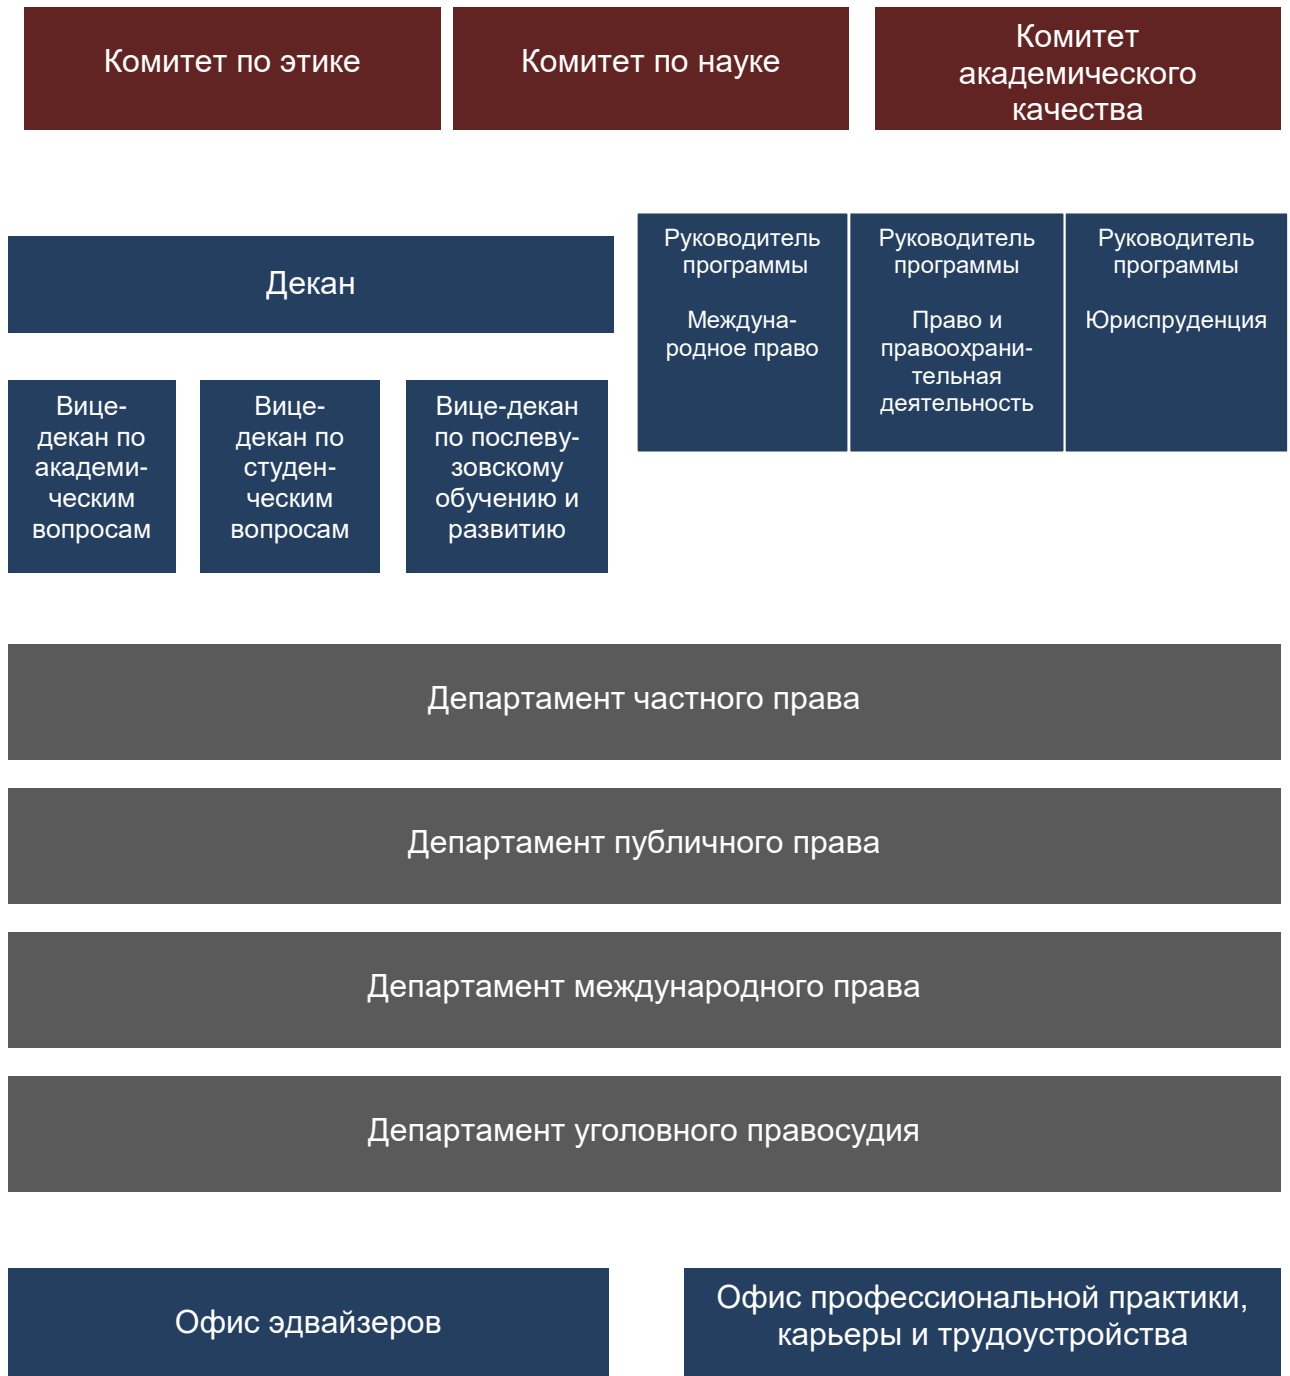 Комитет по этике
Комитет по науке
Комитет
академического
качества
Декан
Руководитель
программы
Междуна-
родное право
Руководитель
программы
Право и
правоохрани-
тельная
деятельность
Руководитель
программы
Юриспруденция
Вице-
декан по
академи-
ческим
вопросам
Вице-
декан по
студен-
ческим
вопросам
Вице-декан
по послеву-
зовскому
обучению и
развитию
Департамент частного права
Департамент публичного права
Департамент международного права
Департамент уголовного правосудия
Офис эдвайзеров
Офис профессиональной практики,
карьеры и трудоустройства